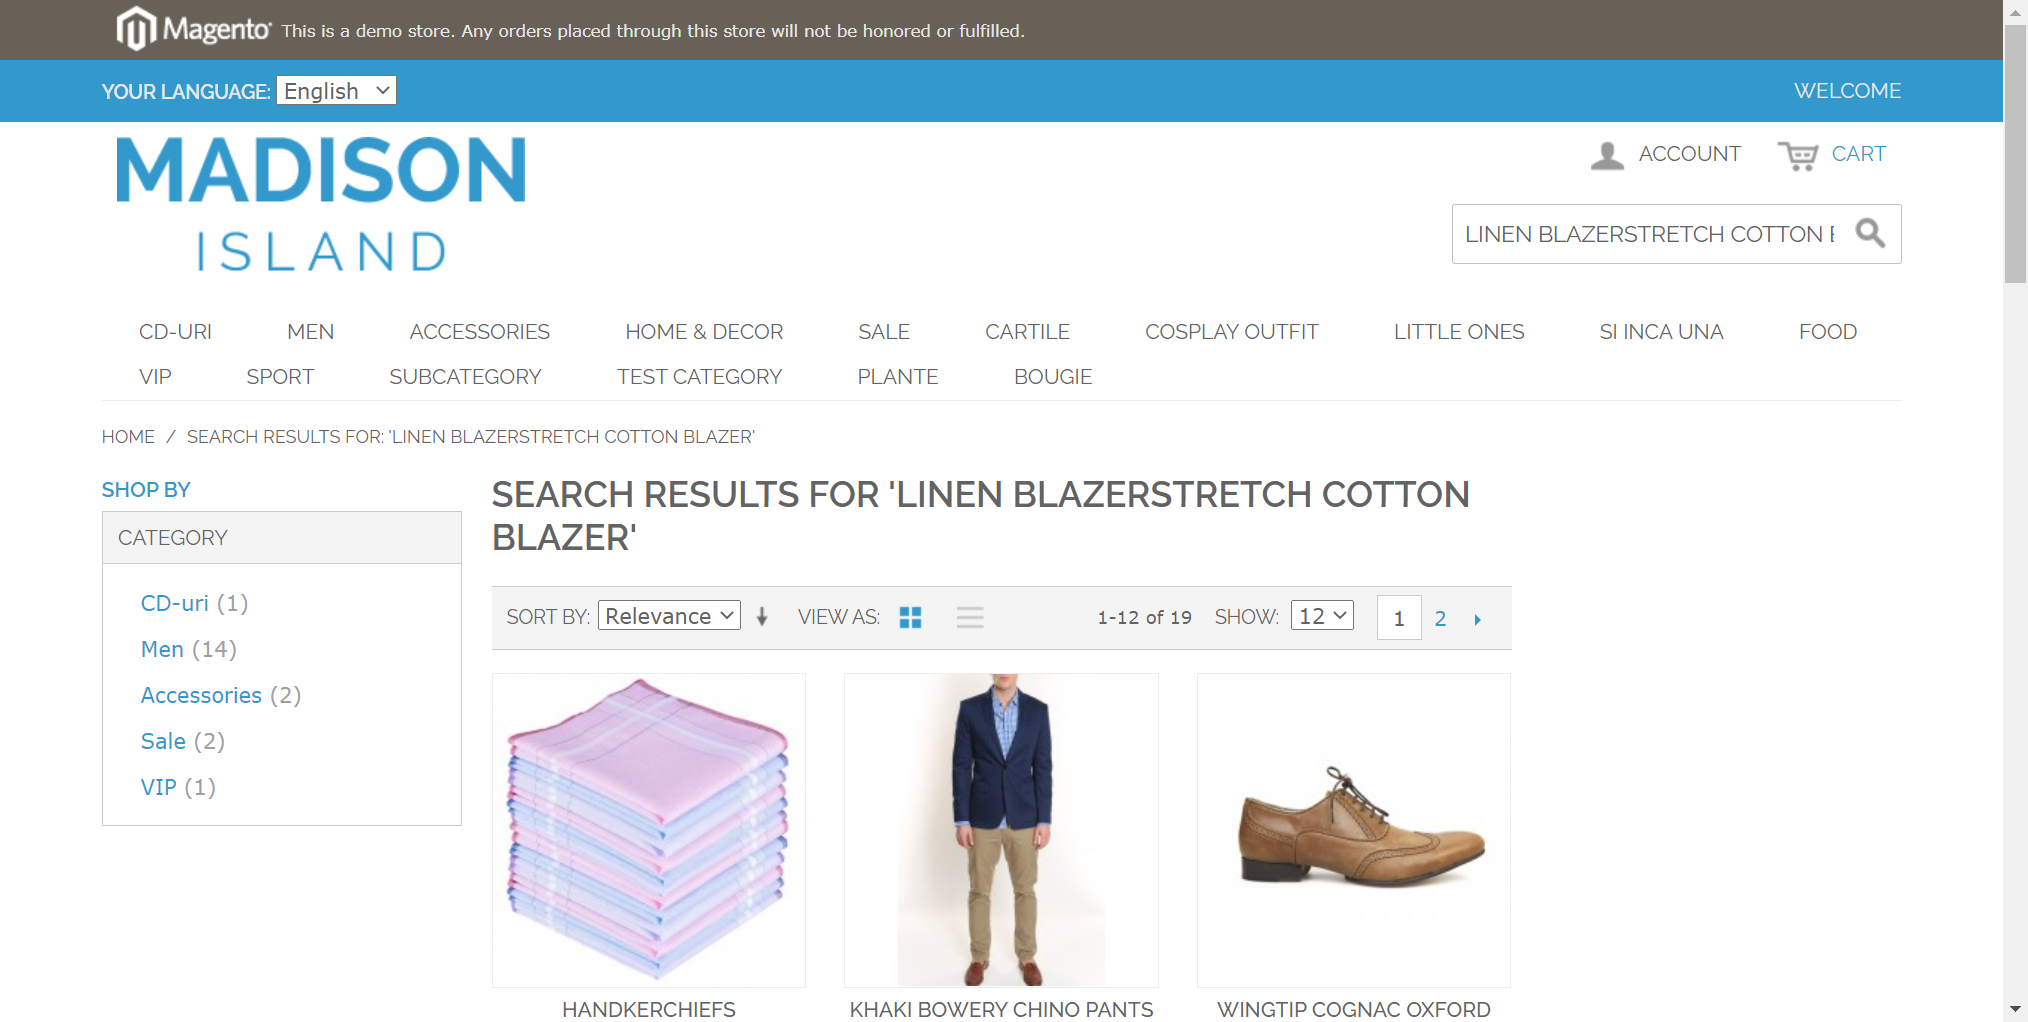 Magento This is a demo store. Any orders placed through this store will not be honored or fulfilled.
YOUR LANGUAGE: English WELCOME
MADISON
ISLAND
ACCOUNT CART
LINEN BLAZERSTRETCH COTTON
CD-URI MEN ACCESSORIES HOME & DECOR SALE CARTILE COSPLAY OUTFIT LITTLE ONES SI INCA UNA FOOD
VIP SPORT SUBCATEGORY TEST CATEGORY PLANTE BOUGIE
HOME / SEARCH RESULTS FOR: 'LINEN BLAZERSTRETCH COTTON BLAZER'
SHOP BY
CATEGORY
CD-uri (1)
Men (14)
Accessories (2)
Sale (2)
VIP (1)
SEARCH RESULTS FOR 'LINEN BLAZERSTRETCH COTTON
BLAZER'
SORT BY: Relevance VIEW AS: 1-12 of 19 SHOW: 12 1 2
HANDKERCHIEFS KHAKI BOWERY CHINO PANTS WINGTIP COGNAC OXFORD